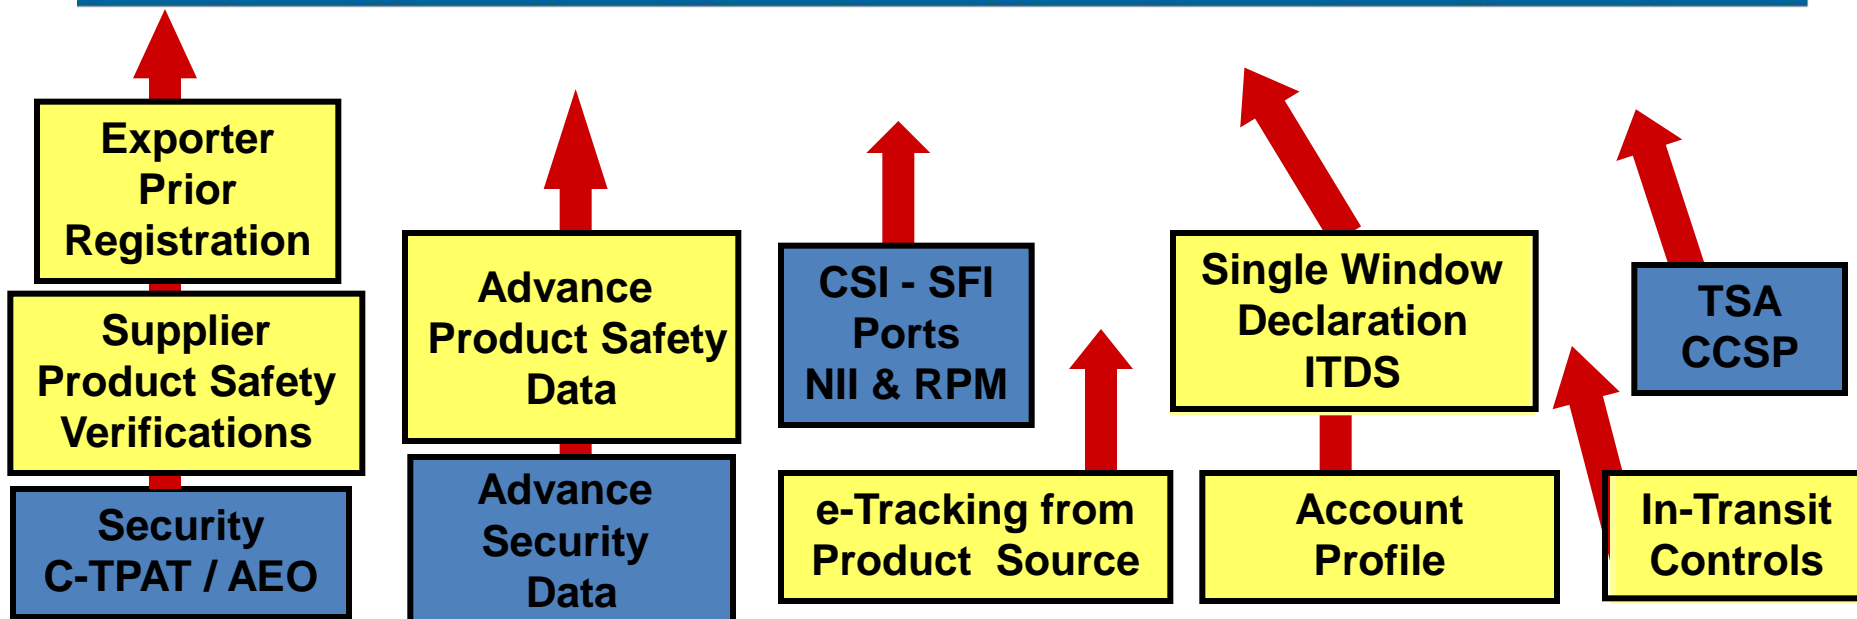 Exporter
Prior
Registration
Supplier
Product Safety
Verifications
Security
C-TPAT / AEO
Advance
Product Safety
Data
Advance
Security
Data
CSI - SFI
Ports
NII & RPM
e-Tracking from
Product Source
Single Window
Declaration
ITDS
Account
Profile
TSA
CCSP
In-Transit
Controls